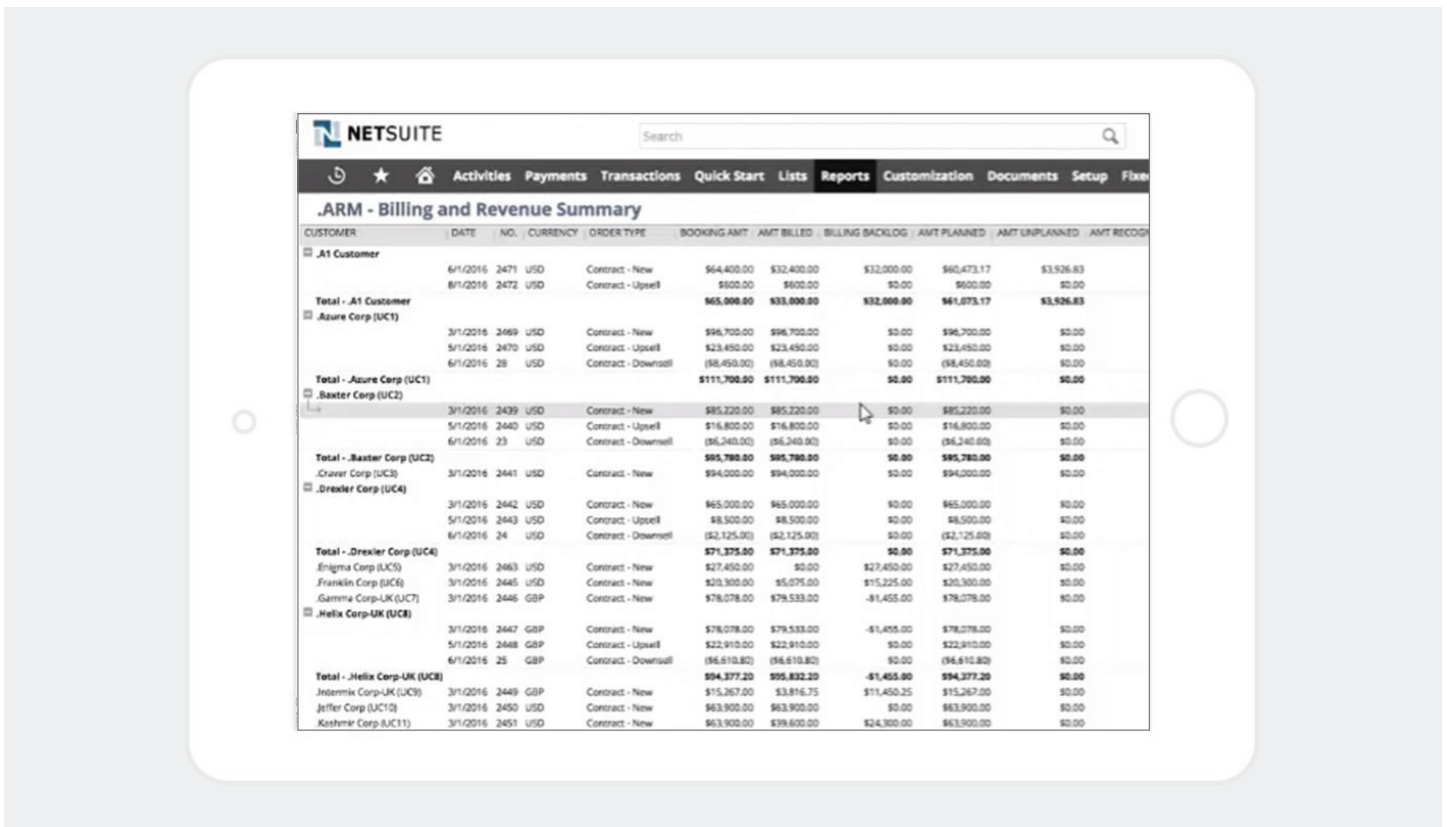 NETSUITE
Search
Activities Payments Transactions Quick Start Lists Reports Customization Documents Setup
.ARM - Billing and Revenue Summary
CUSTOMER DATE NO. CURRENCY ORDER TYPE BOOKING AMT AMT BILLED BILLING BACKLOG AMT PLANNED AMT UNPLANNED AMT RECOGN
.A1 Customer
6/1/2016 2471 USD Contract - New $64,400.00 $32,400.00 $32,000.00 $60,473.17 $3,926.83
8/1/2016 2472 USD Contract - Upsell $600.00 $600.00 $0.00 $600.00 $0.00
Total - .A1 Customer $65,000.00 $33,000.00 $32,000.00 $61,073.17 $3,926.83
.Azure Corp (UC1)
3/1/2016 2469 USD Contract - New $96,700.00 $96,700.00 $0.00 $96,700.00 $0.00
5/1/2016 2470 USD Contract - Upsell $23,450.00 $23,450.00 $0.00 $23,450.00 $0.00
6/1/2016 28 USD Contract - Downsell ($8,450.00) ($8,450.00) $0.00 ($8,450.00) $0.00
Total - .Azure Corp (UC1) $111,700.00 $111,700.00 $0.00 $111,700.00 $0.00
.Baxter Corp (UC2)
3/1/2016 2439 USD Contract - New $85,220.00 $85,220.00 $0.00 $85,220.00 $0.00
5/1/2016 2440 USD Contract - Upsell $16,800.00 $16,800.00 $0.00 $16,800.00 $0.00
6/1/2016 23 USD Contract - Downsell ($6,240.00) ($6,240.00) $0.00 ($6,240.00) $0.00
Total - .Baxter Corp (UC2) $95,780.00 $95,780.00 $0.00 $95,780.00 $0.00
.Craver Corp (UC3) 3/1/2016 2441 USD Contract - New $94,000.00 $94,000.00 $0.00 $94,000.00 $0.00
.Drexler Corp (UC4)
3/1/2016 2442 USD Contract - New $65,000.00 $65,000.00 $0.00 $65,000.00 $0.00
5/1/2016 2443 USD Contract - Upsell $8,500.00 $8,500.00 $0.00 $8,500.00 $0.00
6/1/2016 24 USD Contract - Downsell ($2,125.00) ($2,125.00) $0.00 ($2,125.00) $0.00
Total - .Drexler Corp (UC4) $71,375.00 $71,375.00 $0.00 $71,375.00 $0.00
.Enigma Corp (UC5) 3/1/2016 2463 USD Contract - New $27,450.00 $0.00 $27,450.00 $27,450.00 $0.00
.Franklin Corp (UC6) 3/1/2016 2445 USD Contract - New $20,300.00 $5,075.00 $15,225.00 $20,300.00 $0.00
.Gamma Corp-UK (UC7) 3/1/2016 2446 GBP Contract - New $78,078.00 $79,533.00 -$1,455.00 $78,078.00 $0.00
.Helix Corp-UK (UC8)
3/1/2016 2447 GBP Contract - New $78,078.00 $79,533.00 -$1,455.00 $78,078.00 $0.00
5/1/2016 2448 GBP Contract - Upsell $22,910.00 $22,910.00 $0.00 $22,910.00 $0.00
6/1/2016 25 GBP Contract - Downsell ($6,610.80) ($6,610.80) $0.00 ($6,610.80) $0.00
Total - .Helix Corp-UK (UC8) $94,377.20 $95,832.20 -$1,455.00 $94,377.20 $0.00
.Intermix Corp-UK (UC9) 3/1/2016 2449 GBP Contract - New $15,267.00 $3,816.75 $11,450.25 $15,267.00 $0.00
.Jeffer Corp (UC10) 3/1/2016 2450 USD Contract - New $63,900.00 $63,900.00 $0.00 $63,900.00 $0.00
.Kashmir Corp (UC11) 3/1/2016 2451 USD Contract - New $63,900.00 $39,600.00 $24,300.00 $63,900.00 $0.00